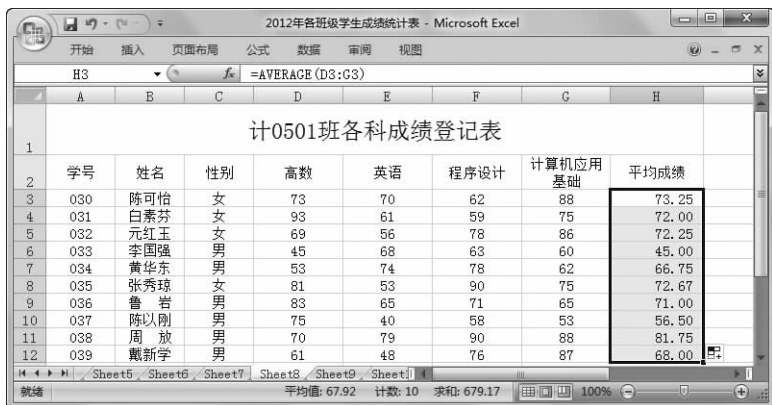 2012年各班级学生成绩统计表 - Microsoft Excel
开始 插入 页面布局 公式 数据 审阅 视图
H3 fx =AVERAGE(D3:G3)
A B C D E F G H
1 计0501班各科成绩登记表
2 学号 姓名 性别 高数 英语 程序设计 计算机应用基础 平均成绩
3 030 陈可怡 女 73 70 62 88 73.25
4 031 白素芬 女 93 61 59 75 72.00
5 032 元红王 女 69 56 78 86 72.25
6 033 李国强 男 45 68 63 60 45.00
7 034 黄华东 男 53 74 78 62 66.75
8 035 张秀琼 女 81 53 90 75 72.67
9 036 鲁 岩 男 83 65 71 65 71.00
10 037 陈以刚 男 75 40 58 53 56.50
11 038 周 放 男 70 79 90 88 81.75
12 039 戴新学 男 61 48 76 87 68.00
Sheet5 Sheet6 Sheet7 Sheet8 Sheet9 Sheet
就绪 平均值: 67.92 计数: 10 求和: 679.17 100%